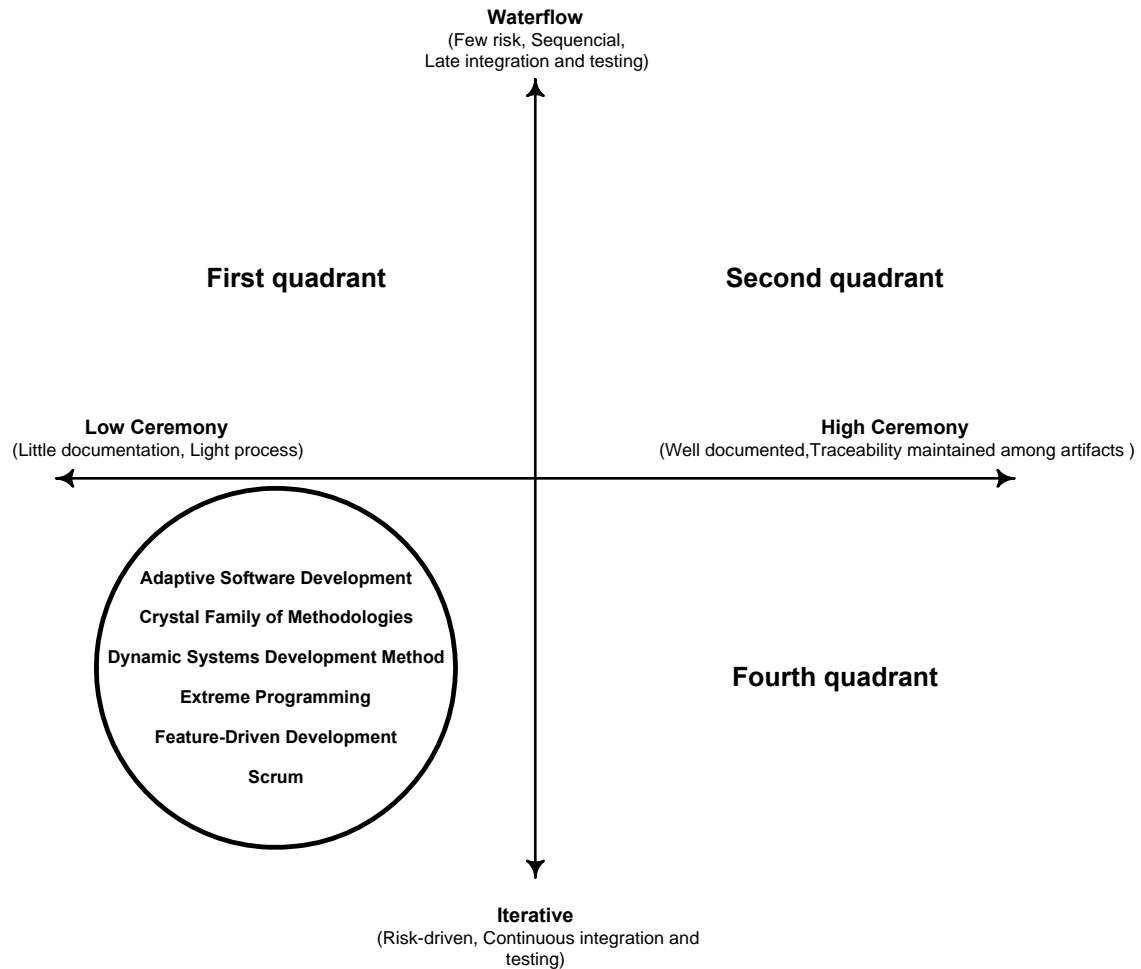 Waterflow
(Few risk, Sequencial,
Late integration and testing)
First quadrant
Second quadrant
Low Ceremony
(Little documentation, Light process)
High Ceremony
(Well documented,Traceability maintained among artifacts )
Adaptive Software Development
Crystal Family of Methodologies
Dynamic Systems Development Method
Extreme Programming
Feature-Driven Development
Scrum
Fourth quadrant
Iterative
(Risk-driven, Continuous integration and
testing)